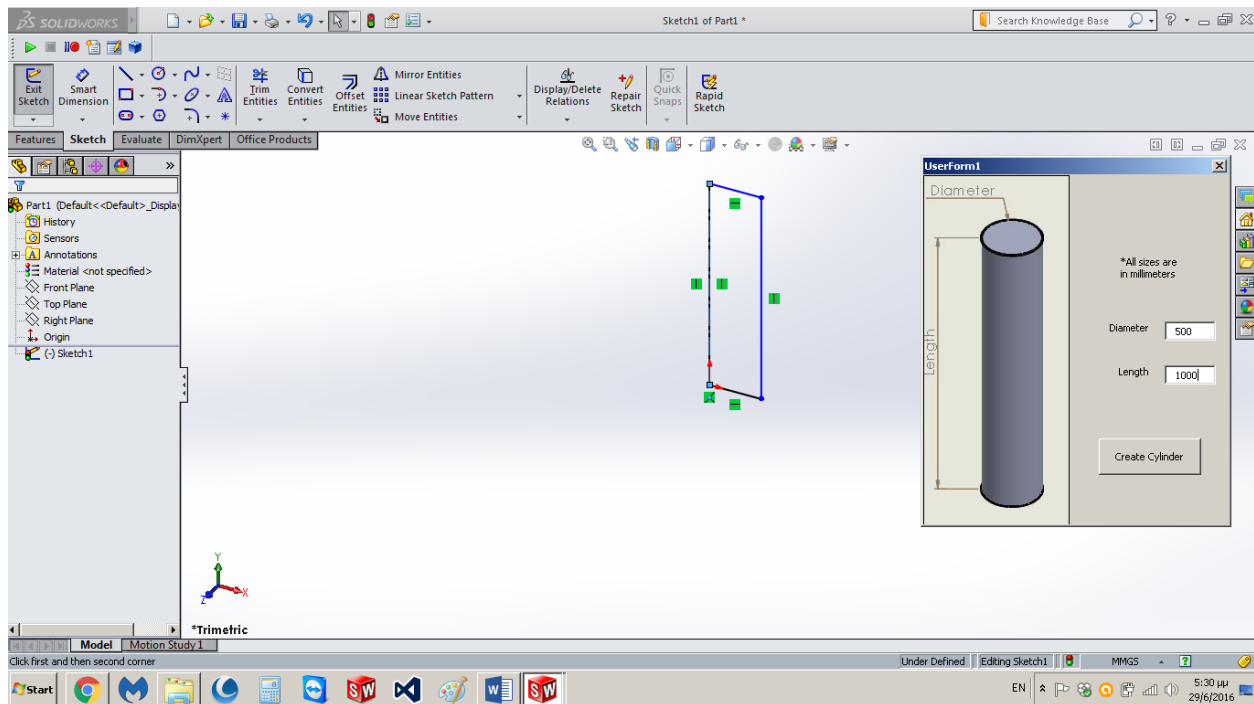 SOLIDWORKS
Sketch1 of Part1 *
Search Knowledge Base
Exit
Sketch
Smart
Dimension
Trim
Entities
Convert
Entities
Offset
Entities
Mirror Entities
Linear Sketch Pattern
Move Entities
Display/Delete
Relations
Repair
Sketch
Quick
Snaps
Rapid
Sketch
Features Sketch Evaluate DimXpert Office Products
Part1 (Default<<Default>_Display
History
Sensors
Annotations
Material <not specified>
Front Plane
Top Plane
Right Plane
Origin
(-) Sketch1
UserForm1
Diameter
Length
*All sizes are
in millimeters
Diameter 500
Length 1000
Create Cylinder
Y
X
Z
*Trimetric
Model Motion Study 1
Click first and then second corner
Under Defined Editing Sketch1 MMGS
Start
EN
5:30 μμ
29/6/2016